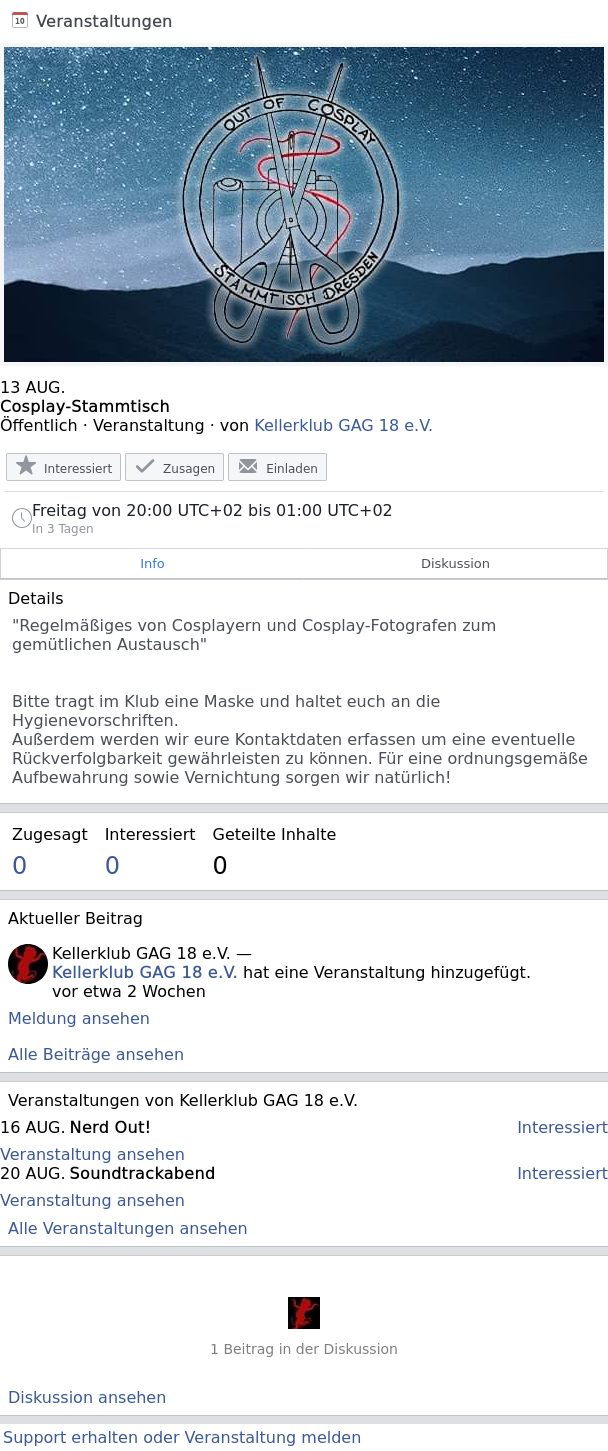 10 Veranstaltungen
OUT OF COSPLAY
STAMMTISCH DRESDEN
13 AUG.
Cosplay-Stammtisch
Öffentlich · Veranstaltung · von Kellerklub GAG 18 e.V.
Interessiert Zusagen Einladen
Freitag von 20:00 UTC+02 bis 01:00 UTC+02
In 3 Tagen
Info Diskussion
Details
"Regelmäßiges von Cosplayern und Cosplay-Fotografen zum
gemütlichen Austausch"
Bitte tragt im Klub eine Maske und haltet euch an die
Hygienevorschriften.
Außerdem werden wir eure Kontaktdaten erfassen um eine eventuelle
Rückverfolgbarkeit gewährleisten zu können. Für eine ordnungsgemäße
Aufbewahrung sowie Vernichtung sorgen wir natürlich!
Zugesagt Interessiert Geteilte Inhalte
0 0 0
Aktueller Beitrag
Kellerklub GAG 18 e.V. —
Kellerklub GAG 18 e.V. hat eine Veranstaltung hinzugefügt.
vor etwa 2 Wochen
Meldung ansehen
Alle Beiträge ansehen
Veranstaltungen von Kellerklub GAG 18 e.V.
16 AUG. Nerd Out! Interessiert
Veranstaltung ansehen
20 AUG. Soundtrackabend Interessiert
Veranstaltung ansehen
Alle Veranstaltungen ansehen
1 Beitrag in der Diskussion
Diskussion ansehen
Support erhalten oder Veranstaltung melden